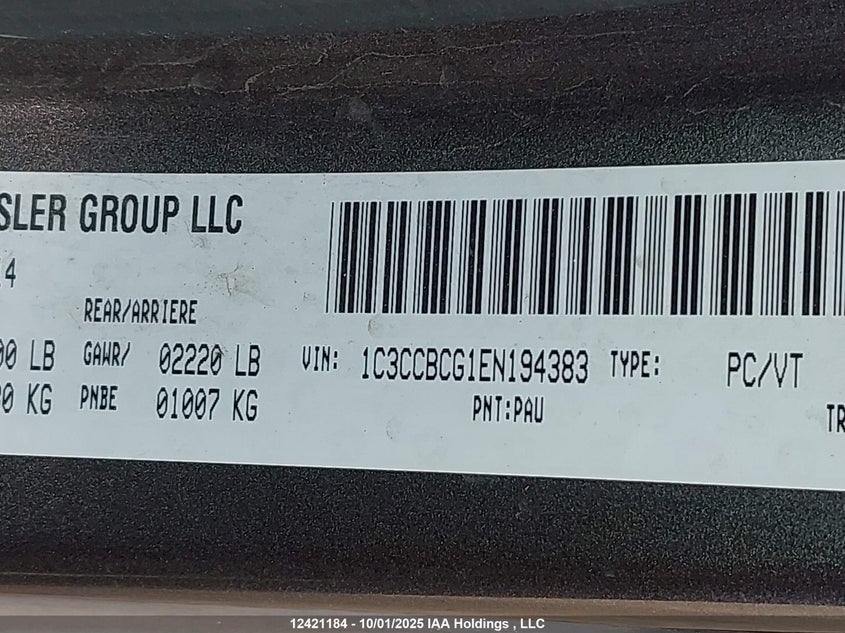 SLER GROUP LLC
4
REAR/ARRIERE
00 LB GAWR/ 02220 LB VIN: 1C3CCBCG1EN194383 TYPE: PC/VT
0 KG PNBE 01007 KG PNT:PAU TR
12421184 - 10/01/2025 IAA Holdings , LLC